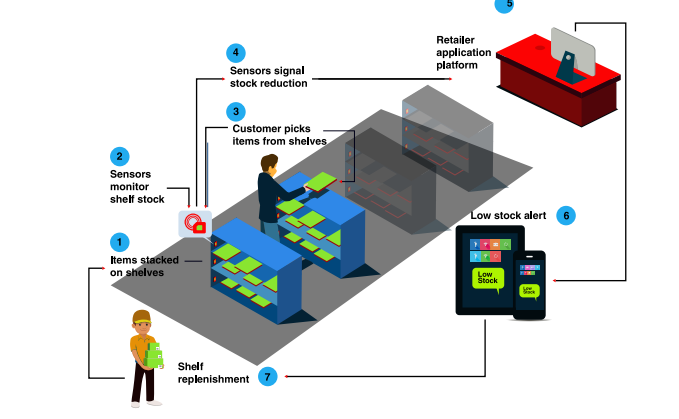 5
Retailer
application
platform
4
Sensors signal
stock reduction
3
Customer picks
items from shelves
2
Sensors
monitor
shelf stock
1
Items stacked
on shelves
Low stock alert
6
Low
Stock
Low
Stock
Shelf
replenishment
7